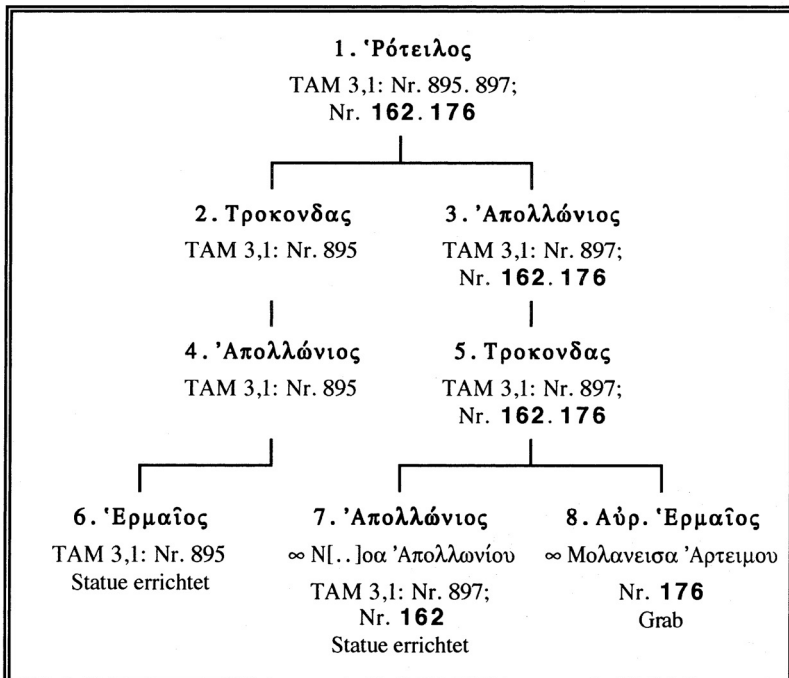 1. Ῥότειλος
TAM 3,1: Nr. 895. 897;
Nr. 162. 176
2. Τροκονδας
TAM 3,1: Nr. 895
3. Ἀπολλώνιος
TAM 3,1: Nr. 897;
Nr. 162. 176
4. Ἀπολλώνιος
TAM 3,1: Nr. 895
5. Τροκονδας
TAM 3,1: Nr. 897;
Nr. 162. 176
6. Ἑρμαῖος
TAM 3,1: Nr. 895
Statue errichtet
7. Ἀπολλώνιος
∞ Ν[..]οα Ἀπολλωνίου
TAM 3,1: Nr. 897;
Nr. 162
Statue errichtet
8. Αὐρ. Ἑρμαῖος
∞ Μολανεισα Ἀρτειμου
Nr. 176
Grab